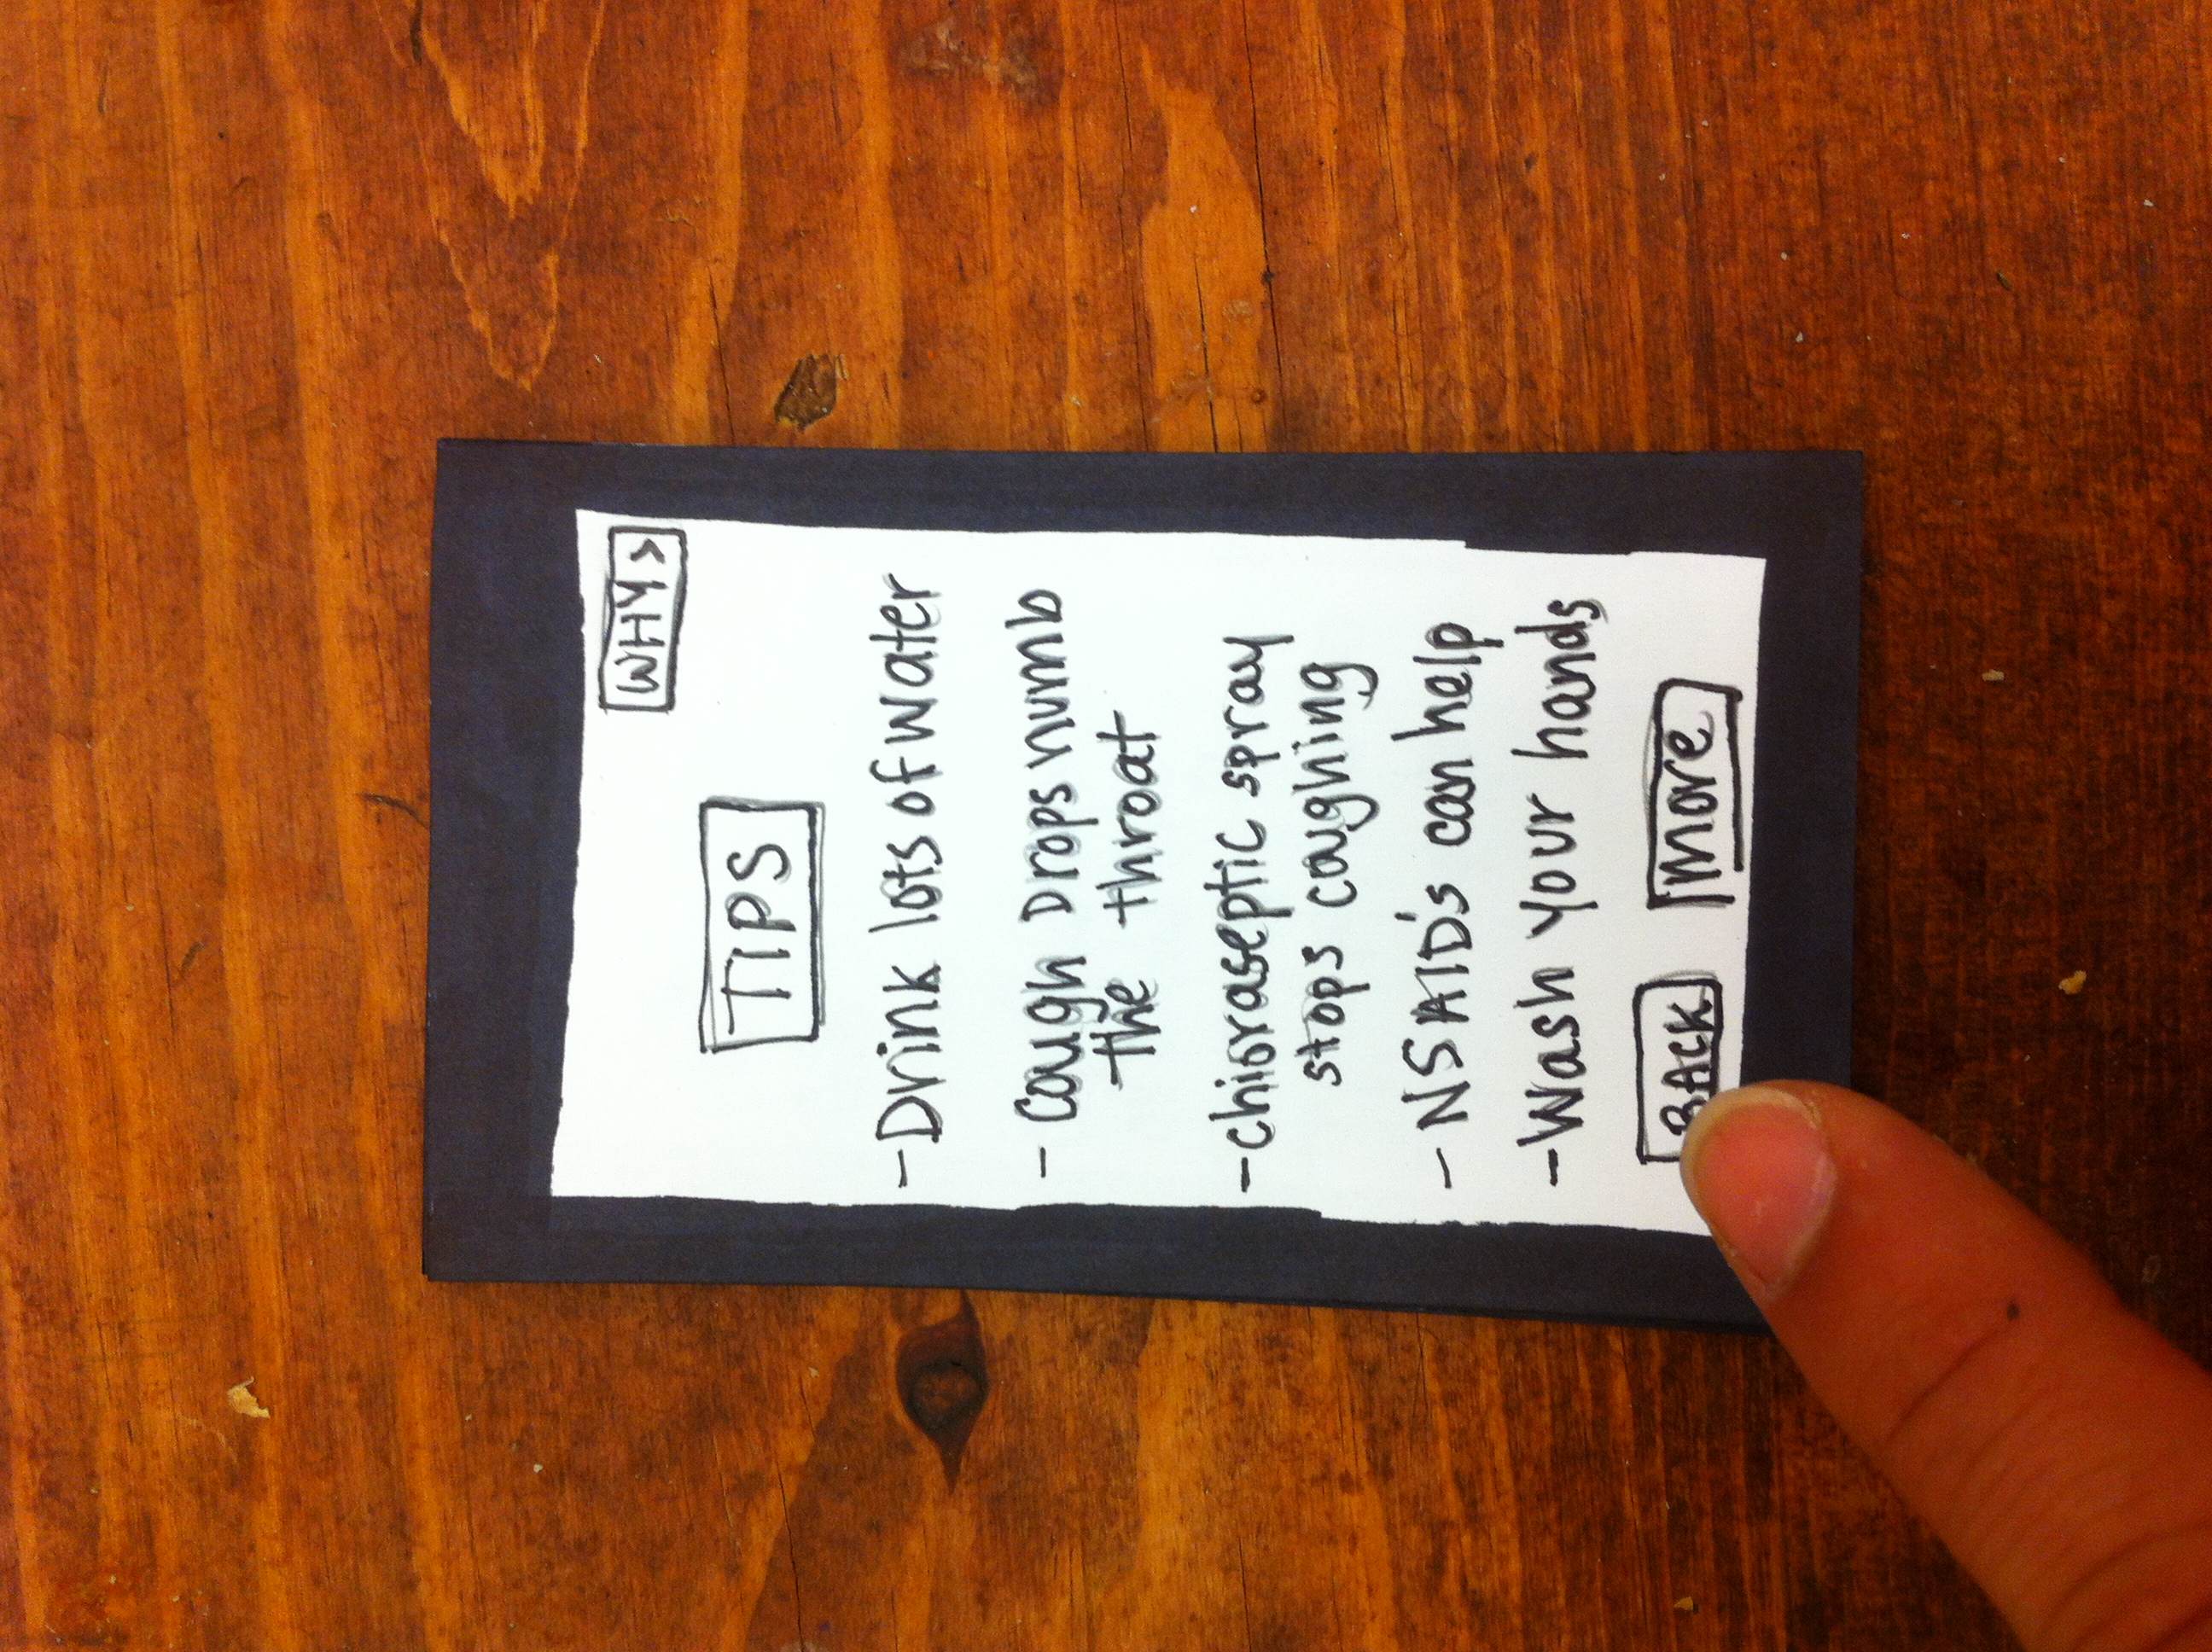 WHY >
TIPS
- Drink lots of water
- Cough Drops numb
the throat
- chloraseptic spray
stops coughing
- NSAID's can help
- Wash your hands
BACK more